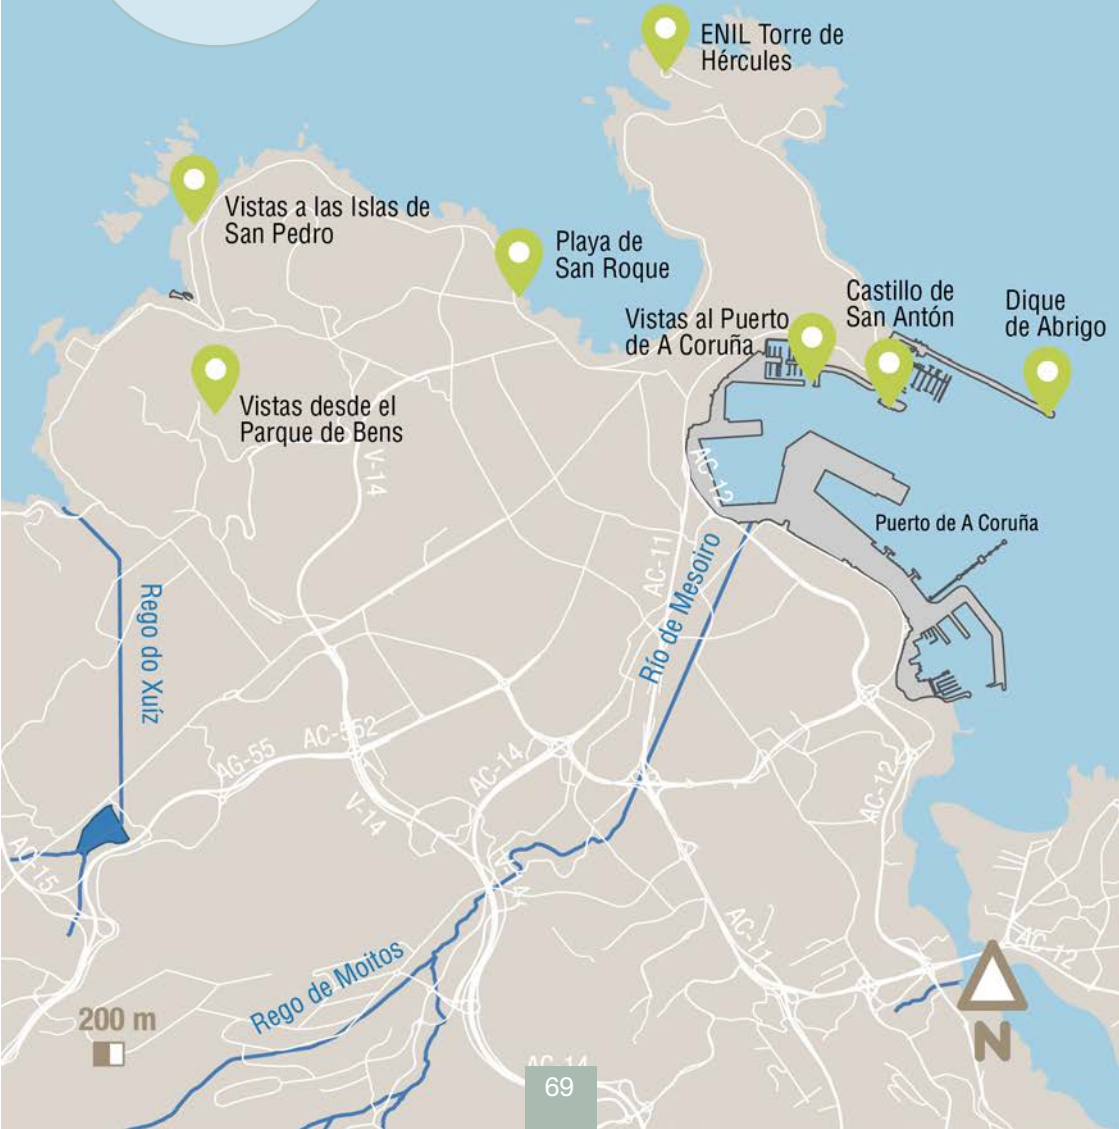 ENIL Torre de
Hércules
Vistas a las Islas de
San Pedro
Playa de
San Roque
Castillo de
San Antón
Dique
de Abrigo
Vistas al Puerto
de A Coruña
Vistas desde el
Parque de Bens
V-14
AC-12
Puerto de A Coruña
AC-11
Río de Mesoiro
Rego do Xuíz
AC-552
AG-55
AC-14
V-14
AC-12
V-14
AC-11
AC-12
Rego de Moitos
200 m
N
AC-14
69